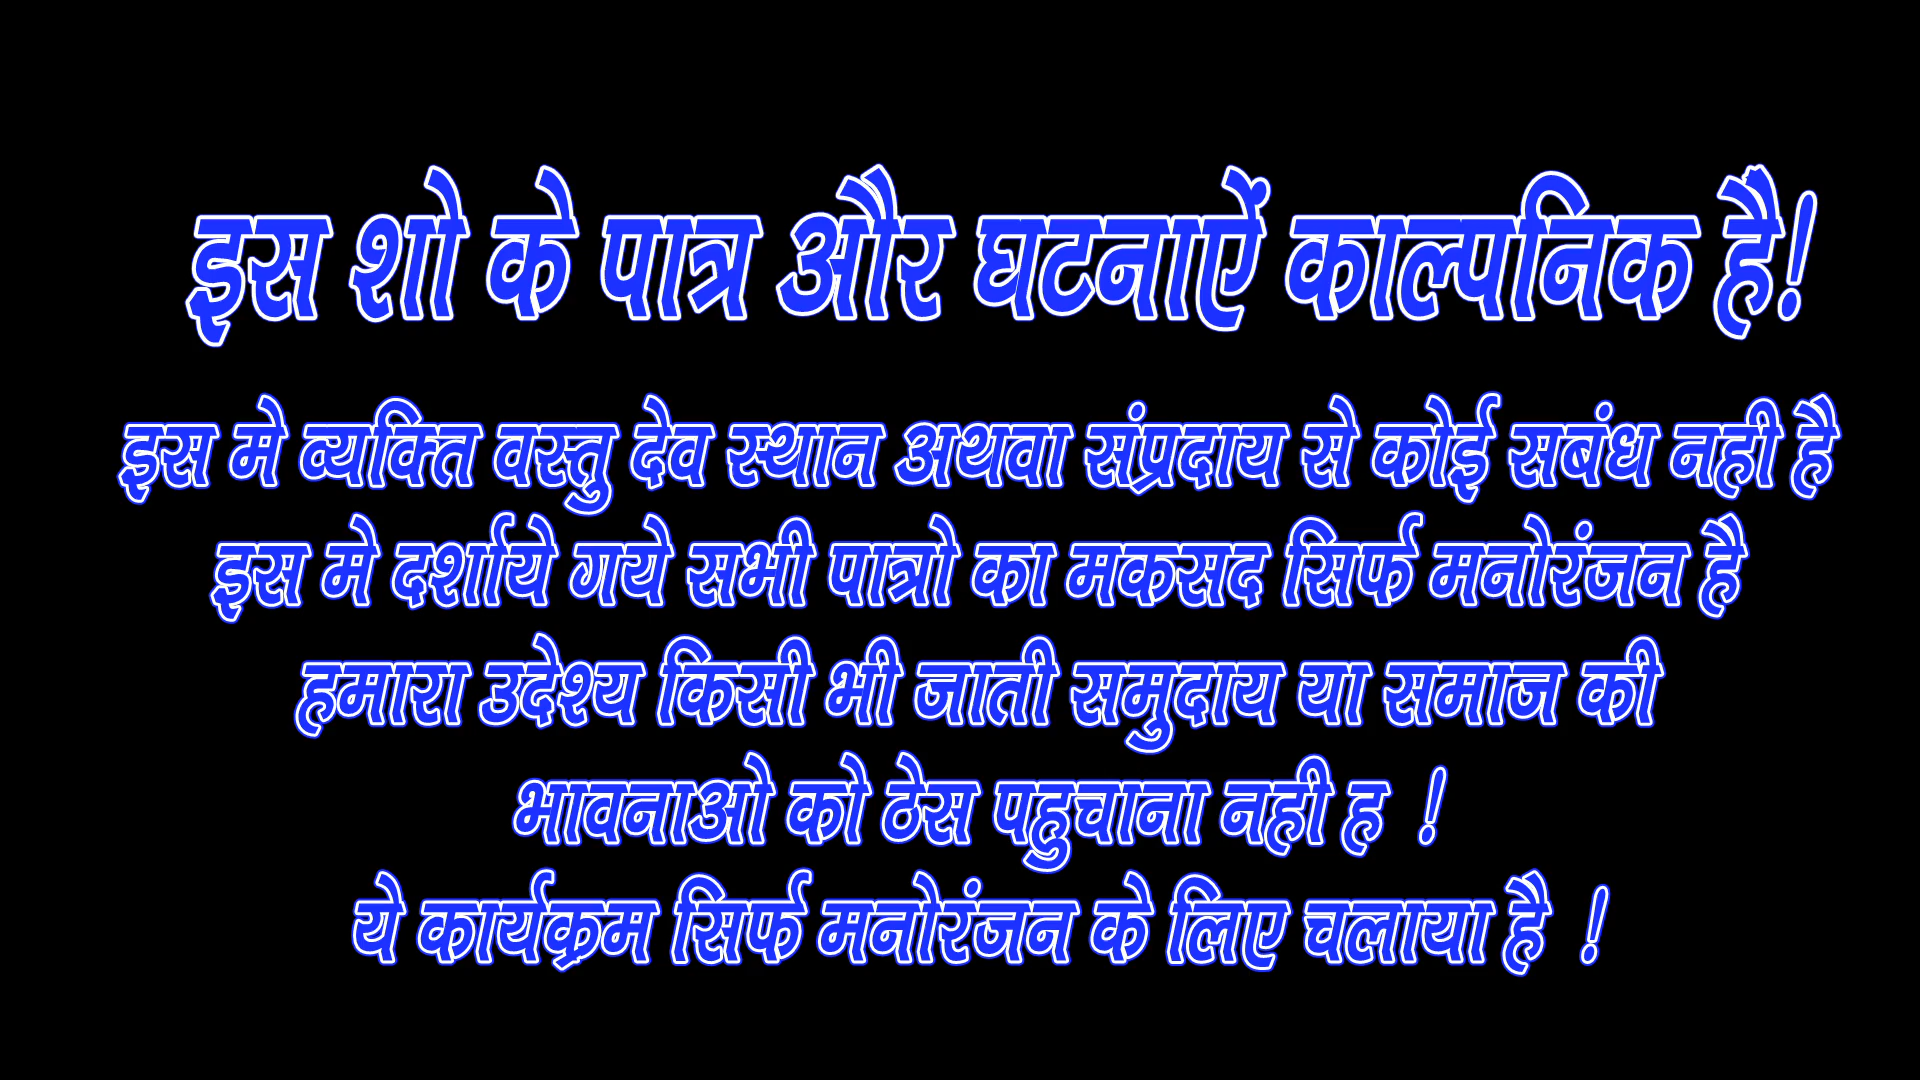 इस शो के पात्र और घटनाऐं काल्पनिक है!
इस मे व्यक्ति वस्तु देव स्थान अथवा संप्रदाय से कोई सबंध नही है
इस मे दर्शाये गये सभी पात्रो का मकसद सिर्फ मनोरंजन है
हमारा उदेश्य किसी भी जाती समुदाय या समाज की
भावनाओ को ठेस पहुचाना नही ह !
ये कार्यक्रम सिर्फ मनोरंजन के लिए चलाया है !